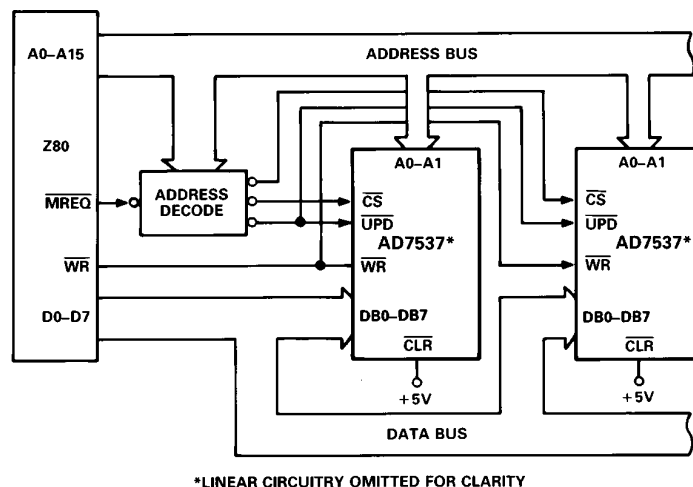 A0–A15
ADDRESS BUS
Z80
A0–A1
A0–A1
MREQ
ADDRESS
DECODE
CS
CS
UPD
UPD
AD7537*
AD7537*
WR
WR
WR
D0–D7
DB0–DB7
DB0–DB7
CLR
CLR
+5V
+5V
DATA BUS
*LINEAR CIRCUITRY OMITTED FOR CLARITY